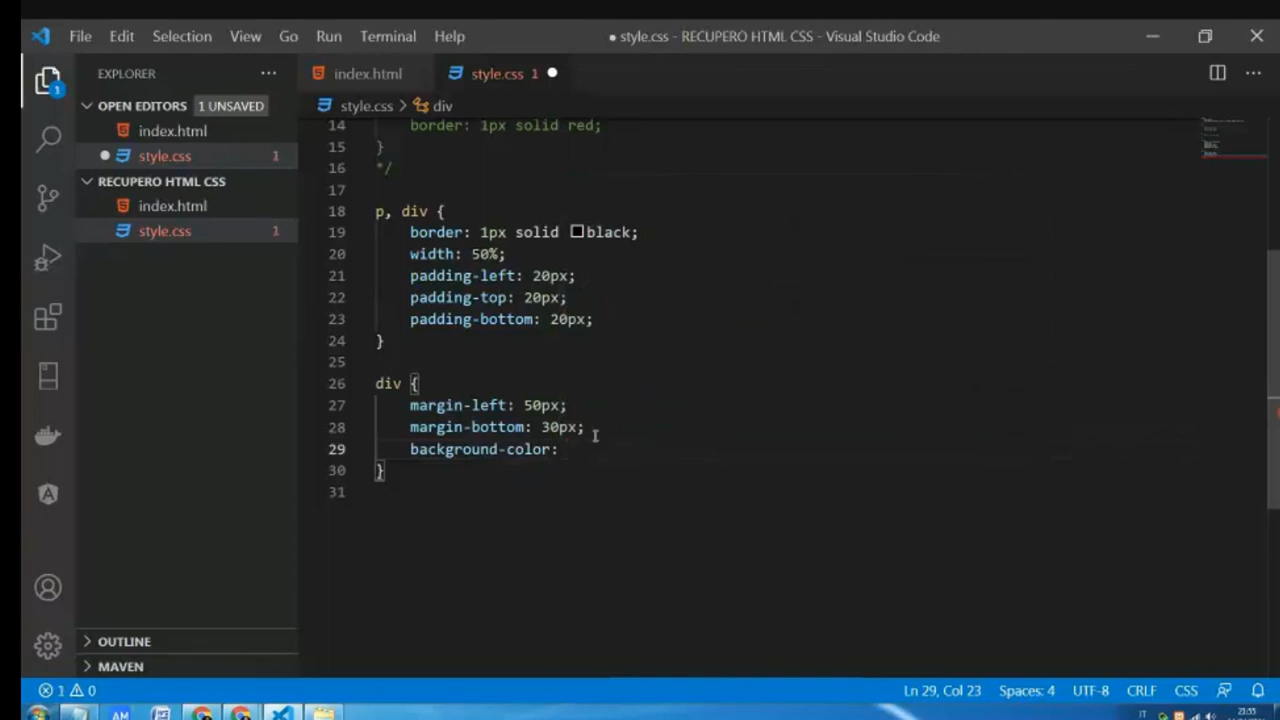 File Edit Selection View Go Run Terminal Help
● style.css - RECUPERO HTML CSS - Visual Studio Code
EXPLORER
index.html
style.css 1
OPEN EDITORS 1 UNSAVED
style.css > div
index.html
style.css 1
RECUPERO HTML CSS
index.html
style.css 1
14 border: 1px solid red;
15 }
16 */
17
18 p, div {
19 border: 1px solid black;
20 width: 50%;
21 padding-left: 20px;
22 padding-top: 20px;
23 padding-bottom: 20px;
24 }
25
26 div {
27 margin-left: 50px;
28 margin-bottom: 30px;
29 background-color:
30 }
31
1
OUTLINE
MAVEN
1 0
Ln 29, Col 23 Spaces: 4 UTF-8 CRLF CSS
AM
IT
23:55